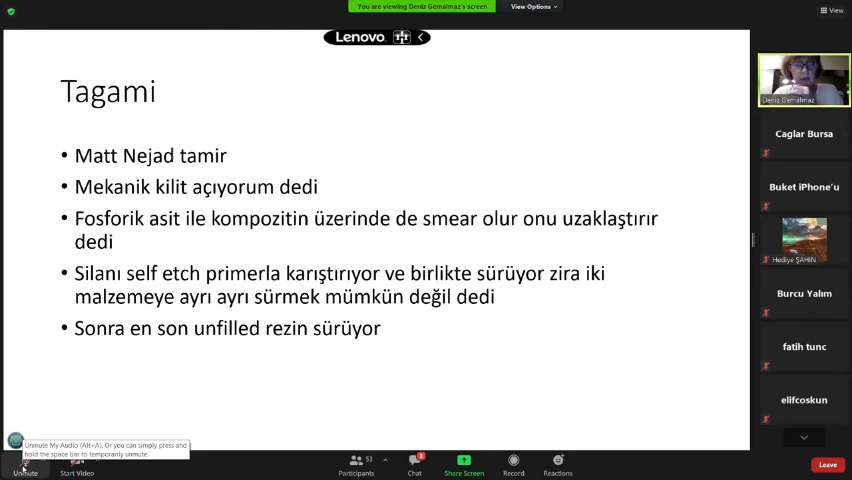 You are viewing Deniz Gemalmaz's screen
View Options
View
Lenovo
Tagami
• Matt Nejad tamir
• Mekanik kilit açıyorum dedi
• Fosforik asit ile kompozitin üzerinde de smear olur onu uzaklaştırır
dedi
• Silanı self etch primerla karıştırıyor ve birlikte sürüyor zira iki
malzemeye ayrı ayrı sürmek mümkün değil dedi
• Sonra en son unfilled rezin sürüyor
Deniz Gemalmaz
Caglar Bursa
Buket iPhone'u
Hediye ŞAHİN
Burcu Yalım
fatih tunc
elifcoskun
Unmute My Audio (Alt+A). Or you can simply press and
hold the space bar to temporarily unmute.
Unmute
Start Video
53
Participants
Chat
Share Screen
Record
Reactions
Leave